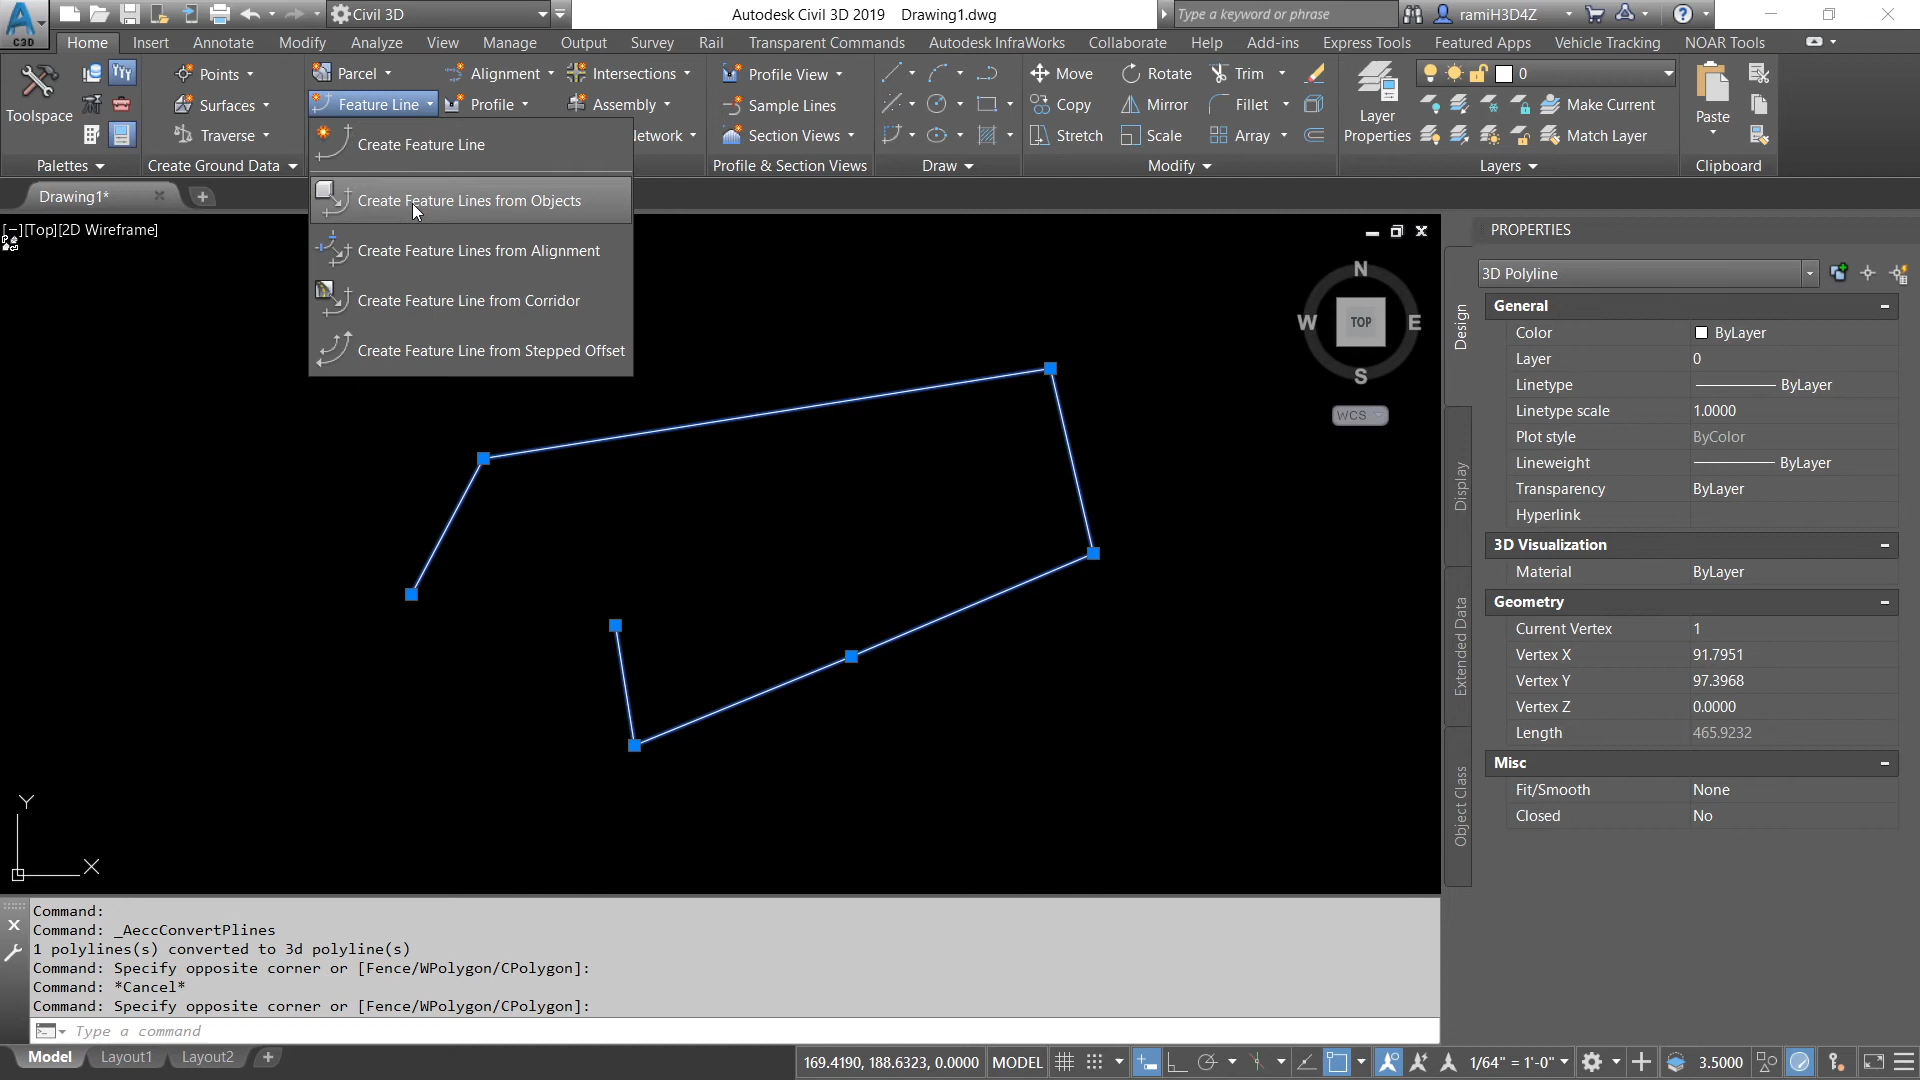 C3D
Civil 3D
Autodesk Civil 3D 2019 Drawing1.dwg
Type a keyword or phrase
ramiH3D4Z
Home Insert Annotate Modify Analyze View Manage Output Survey Rail Transparent Commands Autodesk InfraWorks Collaborate Help Add-ins Express Tools Featured Apps Vehicle Tracking NOAR Tools
Toolspace
Palettes
Points
Surfaces
Traverse
Create Ground Data
Parcel
Feature Line
Alignment
Profile
Intersections
Assembly
etwork
Profile View
Sample Lines
Section Views
Profile & Section Views
Draw
Move
Copy
Stretch
Rotate
Mirror
Scale
Trim
Fillet
Array
Modify
Layer
Properties
0
Make Current
Match Layer
Layers
Paste
Clipboard
Create Feature Line
Create Feature Lines from Objects
Create Feature Lines from Alignment
Create Feature Line from Corridor
Create Feature Line from Stepped Offset
Drawing1*
[−][Top][2D Wireframe]
N
W
TOP
E
S
WCS
Y
X
PROPERTIES
3D Polyline
Design
Display
Extended Data
Object Class
General
Color ByLayer
Layer 0
Linetype ByLayer
Linetype scale 1.0000
Plot style ByColor
Lineweight ByLayer
Transparency ByLayer
Hyperlink
3D Visualization
Material ByLayer
Geometry
Current Vertex 1
Vertex X 91.7951
Vertex Y 97.3968
Vertex Z 0.0000
Length 465.9232
Misc
Fit/Smooth None
Closed No
Command:
Command: _AeccConvertPlines
1 polylines(s) converted to 3d polyline(s)
Command: Specify opposite corner or [Fence/WPolygon/CPolygon]:
Command: *Cancel*
Command: Specify opposite corner or [Fence/WPolygon/CPolygon]:
Type a command
Model Layout1 Layout2
169.4190, 188.6323, 0.0000 MODEL 1/64" = 1'-0" 3.5000